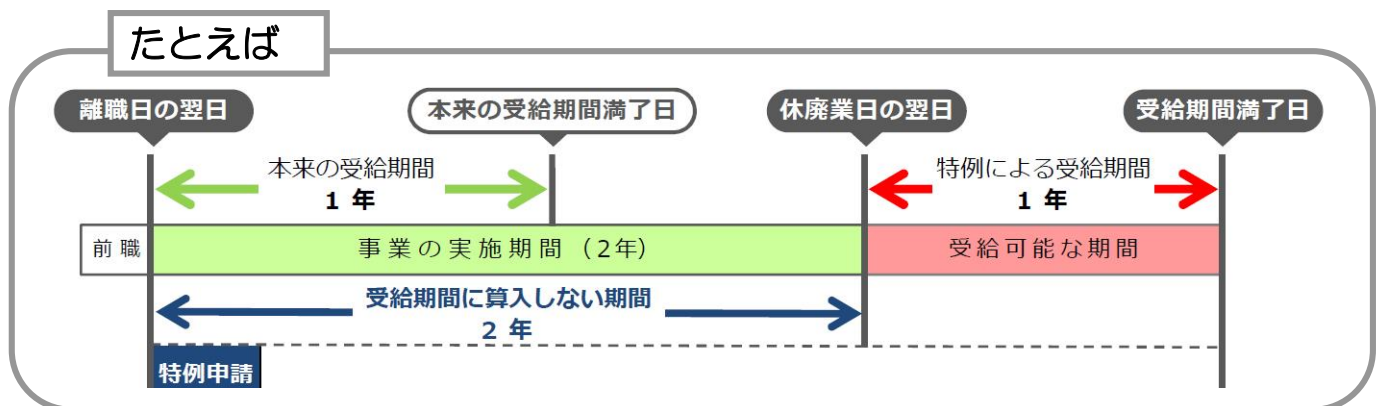 たとえば
離職日の翌日
本来の受給期間満了日
休廃業日の翌日
受給期間満了日
本来の受給期間
1 年
特例による受給期間
1 年
前職
事業の実施期間（2年）
受給可能な期間
受給期間に算入しない期間
2 年
特例申請